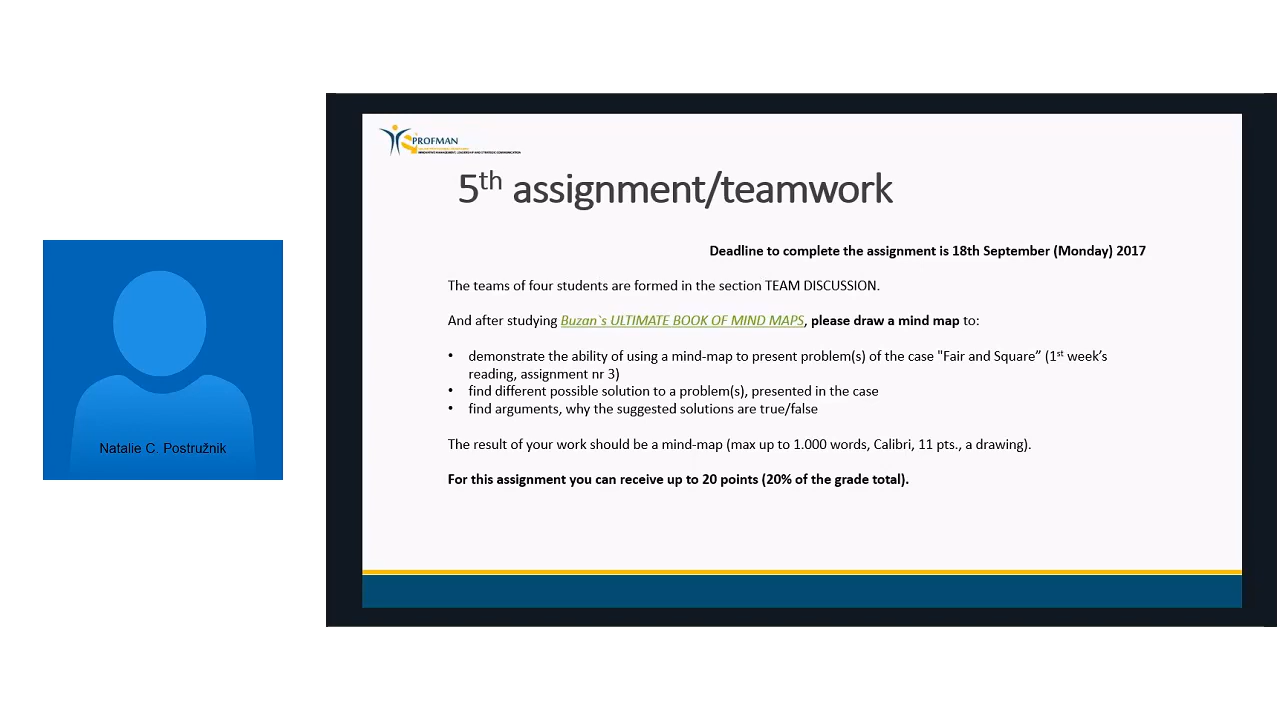 PROFMAN
INNOVATIVE MANAGEMENT, LEADERSHIP AND STRATEGIC COMMUNICATION
5th assignment/teamwork
Deadline to complete the assignment is 18th September (Monday) 2017
The teams of four students are formed in the section TEAM DISCUSSION.
And after studying Buzan`s ULTIMATE BOOK OF MIND MAPS, please draw a mind map to:
• demonstrate the ability of using a mind-map to present problem(s) of the case "Fair and Square” (1st week’s
reading, assignment nr 3)
• find different possible solution to a problem(s), presented in the case
• find arguments, why the suggested solutions are true/false
The result of your work should be a mind-map (max up to 1.000 words, Calibri, 11 pts., a drawing).
For this assignment you can receive up to 20 points (20% of the grade total).
Natalie C. Postružnik